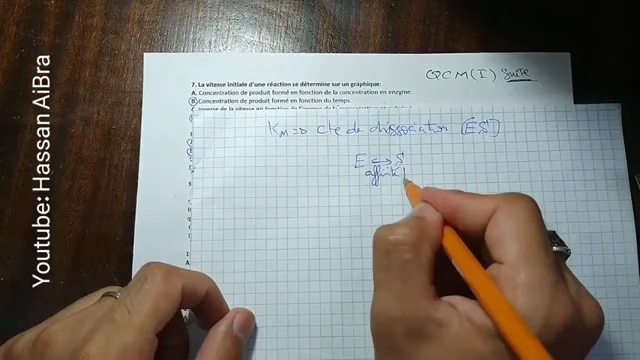 Youtube: Hassan AiBra
QCM(I) Suite
7. La vitesse initiale d'une réaction se détermine sur un graphique:
A. Concentration de produit formé en fonction de la concentration en enzyme.
B. Concentration de produit formé en fonction du temps
KM => cte de dissociation [ES]
E ⟷ S
affinité